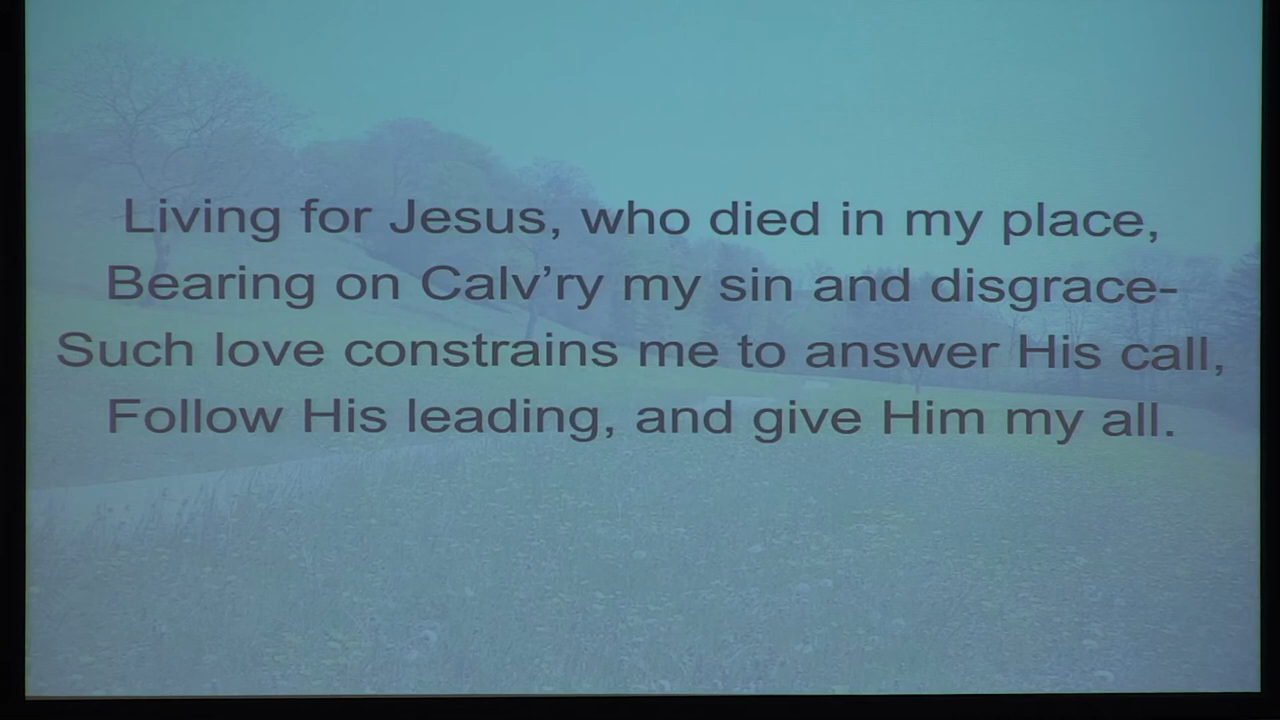 Living for Jesus, who died in my place,
Bearing on Calv’ry my sin and disgrace-
Such love constrains me to answer His call,
Follow His leading, and give Him my all.